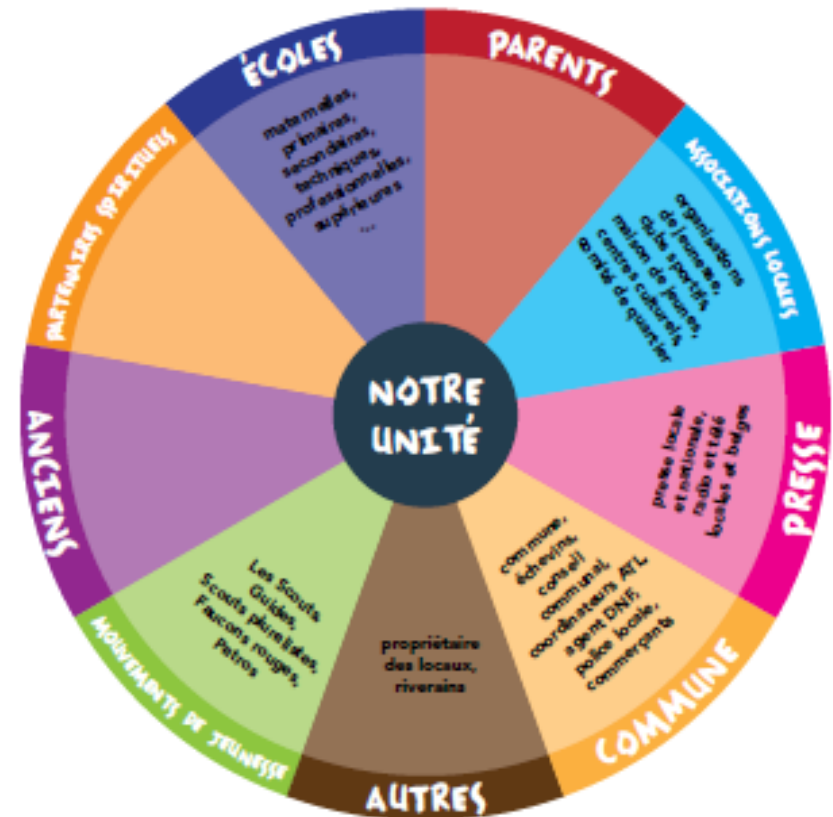 NOTRE
UNITÉ
PARENTS
ASSOCIATIONS LOCALES
organisations
de jeunesse,
clubs sportifs,
maison de jeunes,
centres culturels,
comité de quartier
PRESSE
presse locale
et nationale,
radio et télé
locales et belges
COMMUNE
commune,
échevins,
conseil
communal,
coordinateurs ATL,
agent DNF,
police locale,
commerçants
AUTRES
propriétaire
des locaux,
riverains
MOUVEMENTS DE JEUNESSE
Les Scouts
Guides,
Scouts pluralistes,
Faucons rouges,
Patros
ANCIENS
PARTENAIRES SPIRITUELS
ÉCOLES
maternelles,
primaires,
secondaires,
techniques,
professionnelles,
supérieures
...